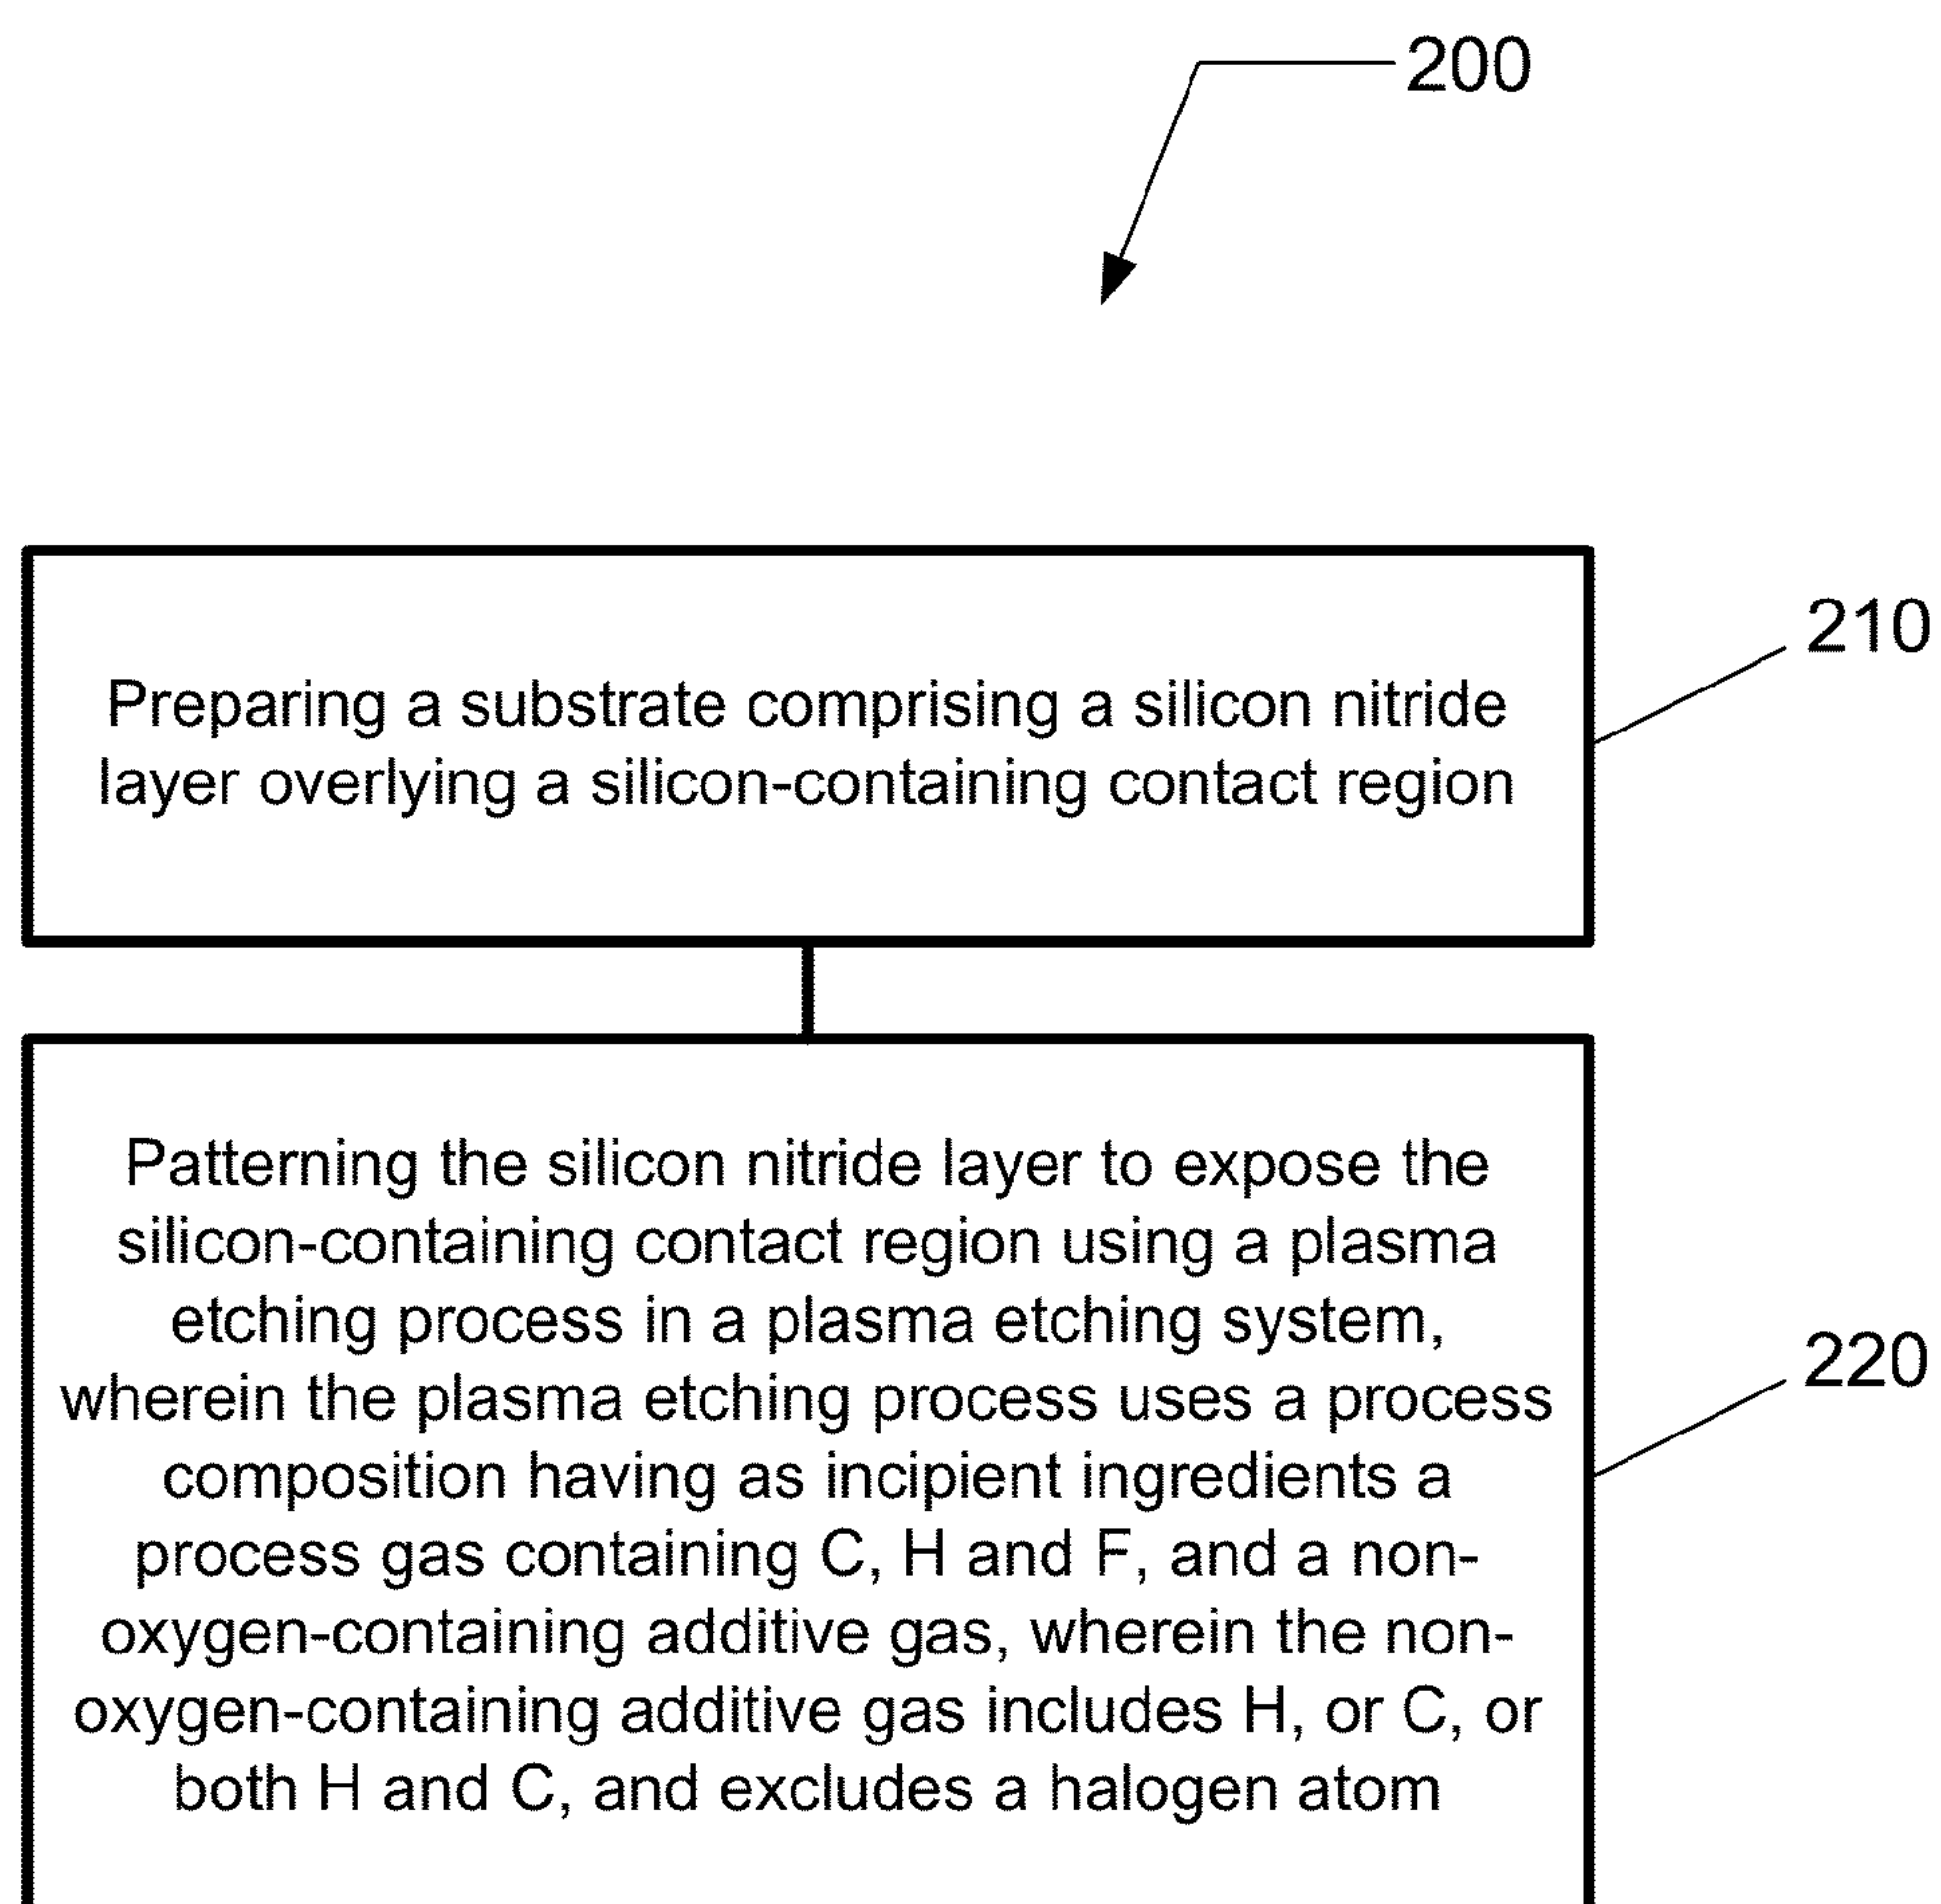 200
210
Preparing a substrate comprising a silicon nitride
layer overlying a silicon-containing contact region
Patterning the silicon nitride layer to expose the
silicon-containing contact region using a plasma
etching process in a plasma etching system,
wherein the plasma etching process uses a process
composition having as incipient ingredients a
process gas containing C, H and F, and a non-
oxygen-containing additive gas, wherein the non-
oxygen-containing additive gas includes H, or C, or
both H and C, and excludes a halogen atom
220